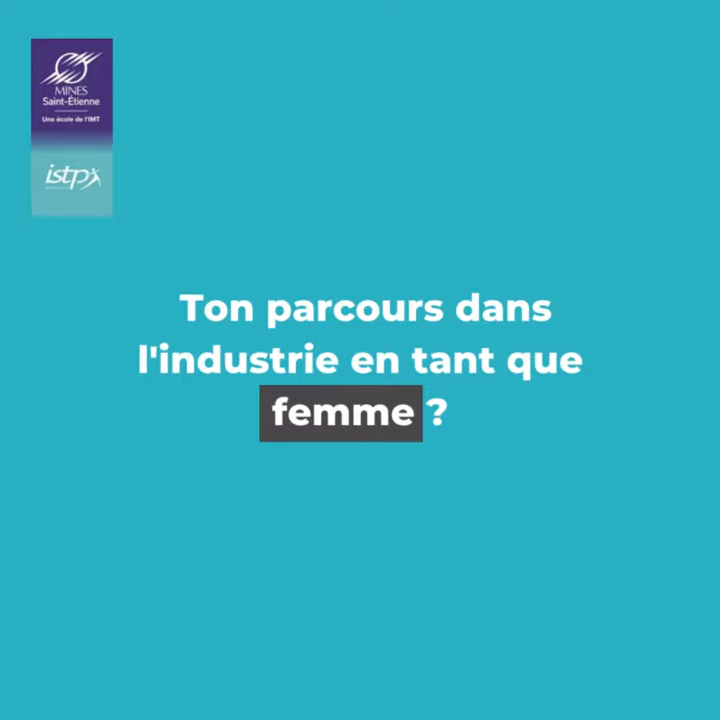 MINES
Saint-Étienne
Une école de l'IMT
istp
Ton parcours dans
l'industrie en tant que
femme ?